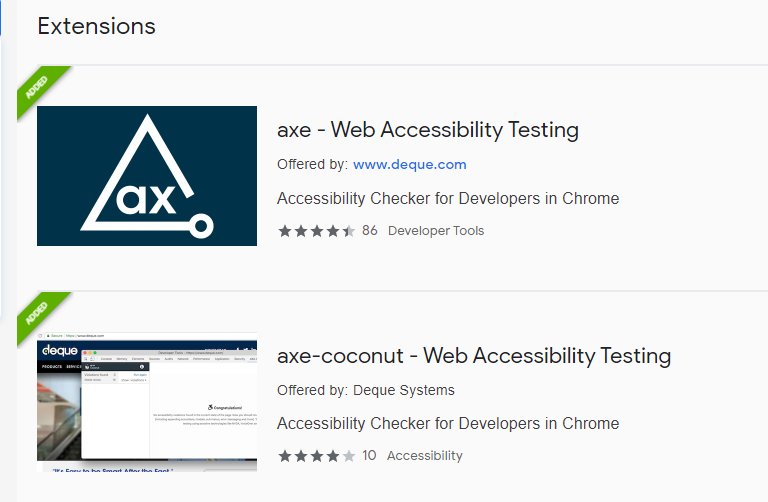 Extensions
ADDED
ax
axe - Web Accessibility Testing
Offered by: www.deque.com
Accessibility Checker for Developers in Chrome
86 Developer Tools
ADDED
deque
PRODUCTS
Congratulations!
"It's Easy to be Smart After the Fact."
axe-coconut - Web Accessibility Testing
Offered by: Deque Systems
Accessibility Checker for Developers in Chrome
10 Accessibility